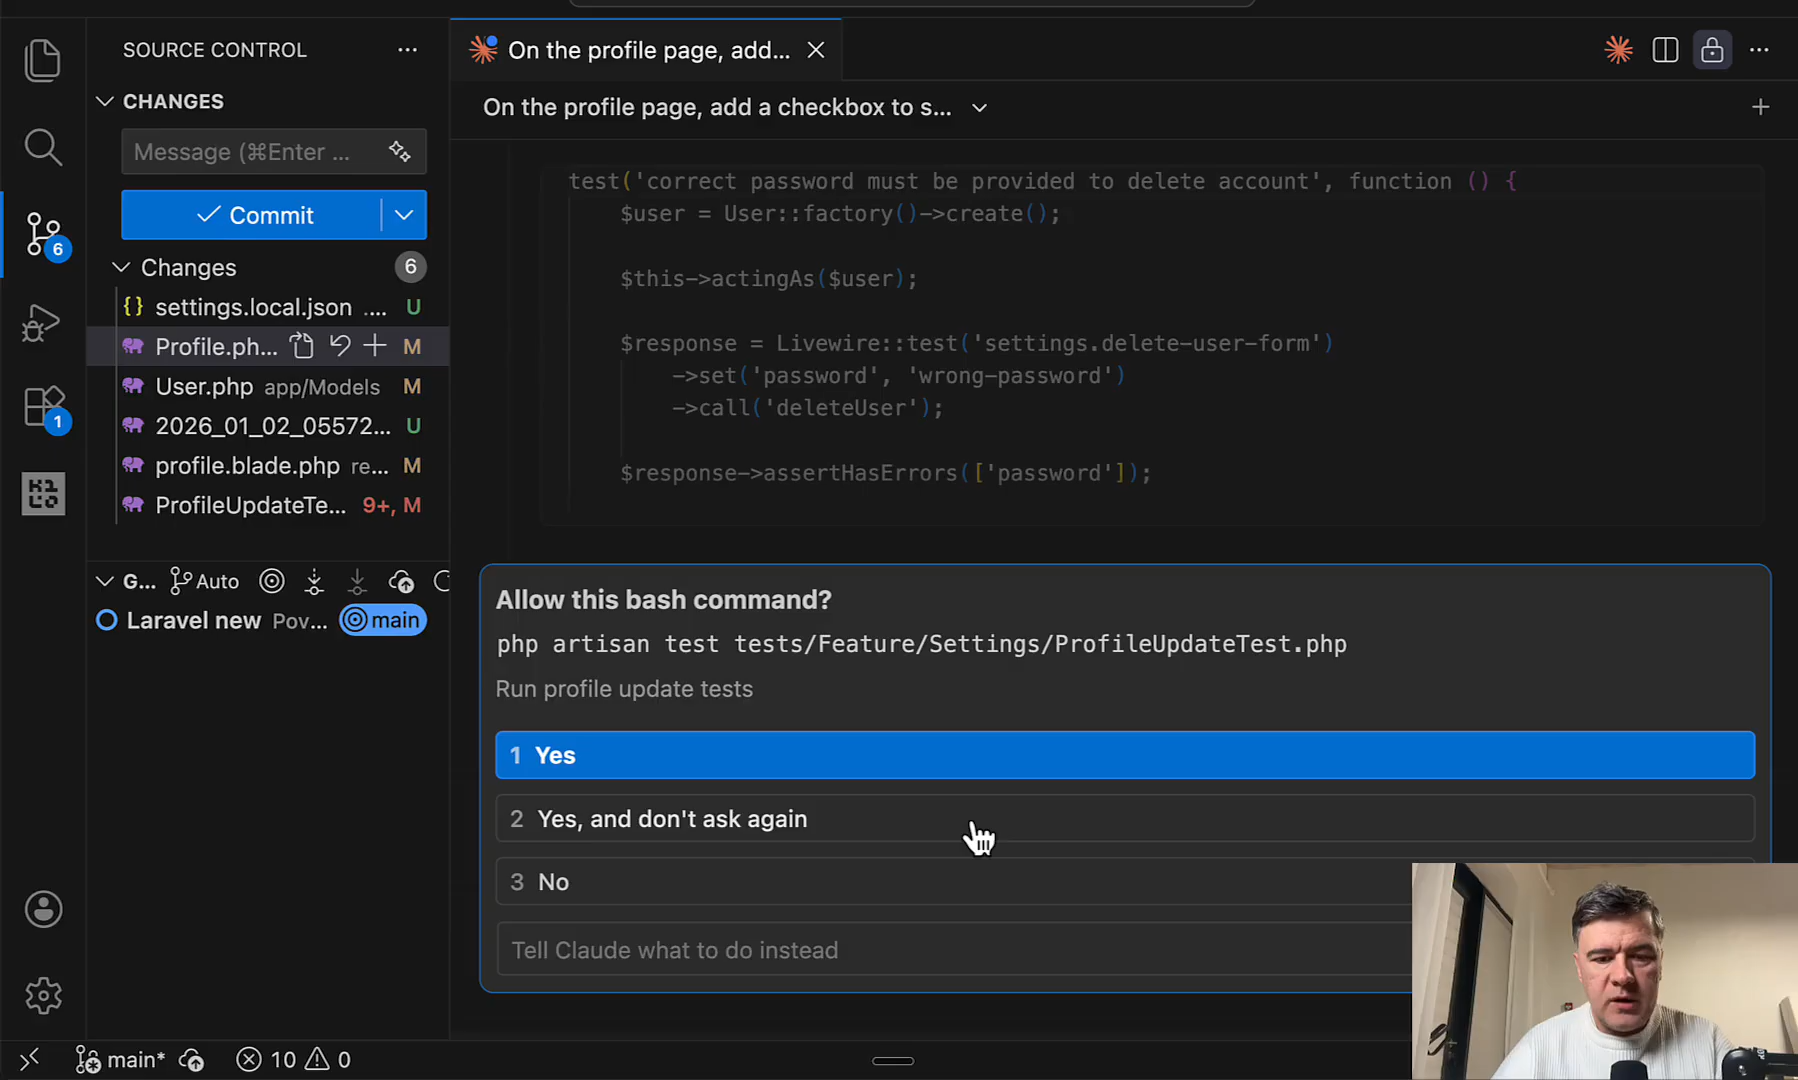 SOURCE CONTROL
CHANGES
Message (⌘Enter ...
Commit
Changes
6
settings.local.json .... U
Profile.ph... M
User.php app/Models M
2026_01_02_05572... U
profile.blade.php re... M
ProfileUpdateTe... 9+, M
G... Auto
Laravel new Pov... main
6
1
On the profile page, add...
On the profile page, add a checkbox to s...
test('correct password must be provided to delete account', function () {
$user = User::factory()->create();
$this->actingAs($user);
$response = Livewire::test('settings.delete-user-form')
->set('password', 'wrong-password')
->call('deleteUser');
$response->assertHasErrors(['password']);
Allow this bash command?
php artisan test tests/Feature/Settings/ProfileUpdateTest.php
Run profile update tests
1 Yes
2 Yes, and don't ask again
3 No
Tell Claude what to do instead
main* 10 0